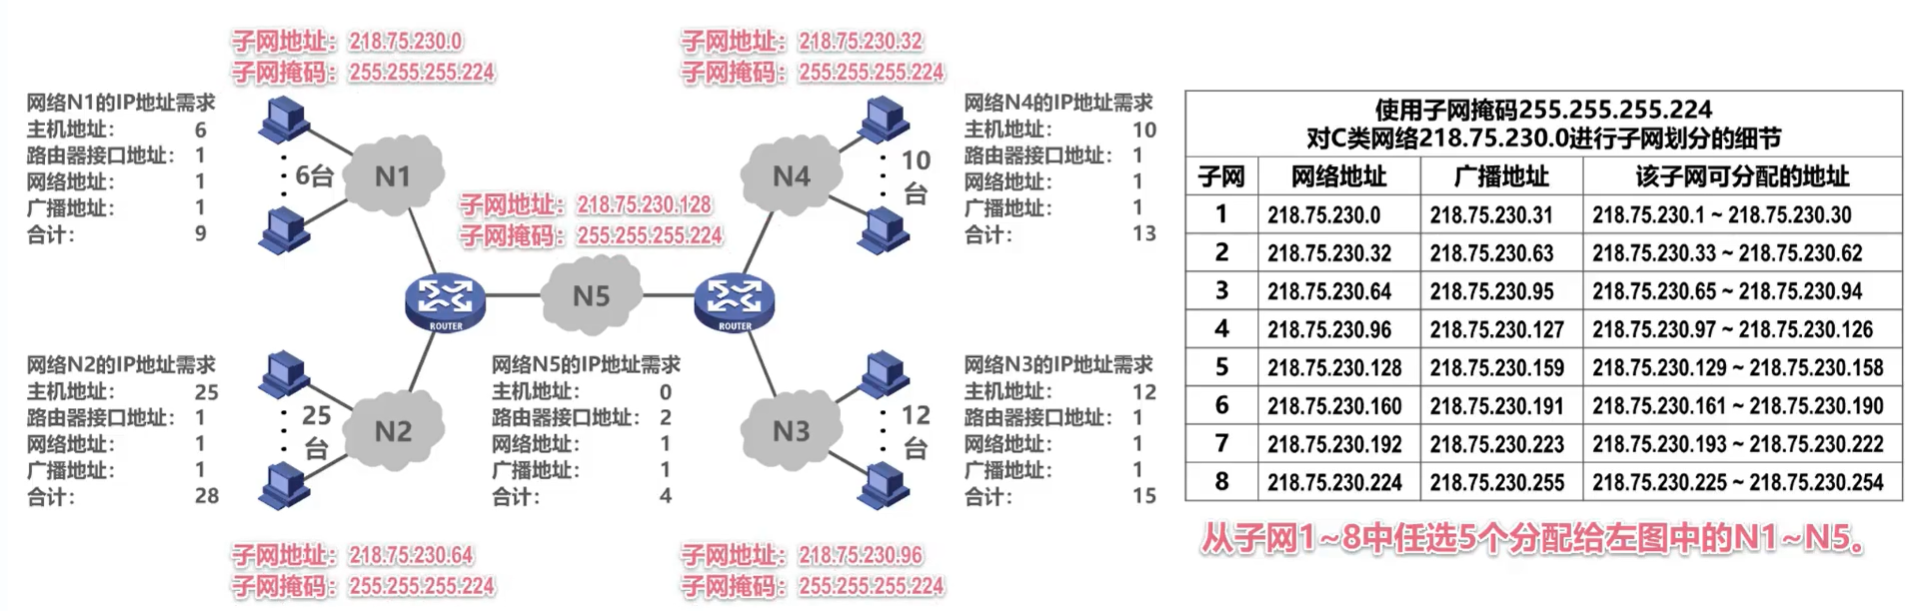 子网地址：218.75.230.0
子网掩码：255.255.255.224
子网地址：218.75.230.32
子网掩码：255.255.255.224
网络N1的IP地址需求
主机地址： 6
路由器接口地址： 1
网络地址： 1
广播地址： 1
合计： 9
6台
N1
子网地址：218.75.230.128
子网掩码：255.255.255.224
N4
10
台
网络N4的IP地址需求
主机地址： 10
路由器接口地址： 1
网络地址： 1
广播地址： 1
合计： 13
ROUTER
N5
ROUTER
网络N2的IP地址需求
主机地址： 25
路由器接口地址： 1
网络地址： 1
广播地址： 1
合计： 28
25
台
N2
网络N5的IP地址需求
主机地址： 0
路由器接口地址： 2
网络地址： 1
广播地址： 1
合计： 4
N3
12
台
网络N3的IP地址需求
主机地址： 12
路由器接口地址： 1
网络地址： 1
广播地址： 1
合计： 15
子网地址：218.75.230.64
子网掩码：255.255.255.224
子网地址：218.75.230.96
子网掩码：255.255.255.224
使用子网掩码255.255.255.224
对C类网络218.75.230.0进行子网划分的细节
子网 网络地址 广播地址 该子网可分配的地址
1 218.75.230.0 218.75.230.31 218.75.230.1 ~ 218.75.230.30
2 218.75.230.32 218.75.230.63 218.75.230.33 ~ 218.75.230.62
3 218.75.230.64 218.75.230.95 218.75.230.65 ~ 218.75.230.94
4 218.75.230.96 218.75.230.127 218.75.230.97 ~ 218.75.230.126
5 218.75.230.128 218.75.230.159 218.75.230.129 ~ 218.75.230.158
6 218.75.230.160 218.75.230.191 218.75.230.161 ~ 218.75.230.190
7 218.75.230.192 218.75.230.223 218.75.230.193 ~ 218.75.230.222
8 218.75.230.224 218.75.230.255 218.75.230.225 ~ 218.75.230.254
从子网1~8中任选5个分配给左图中的N1~N5。